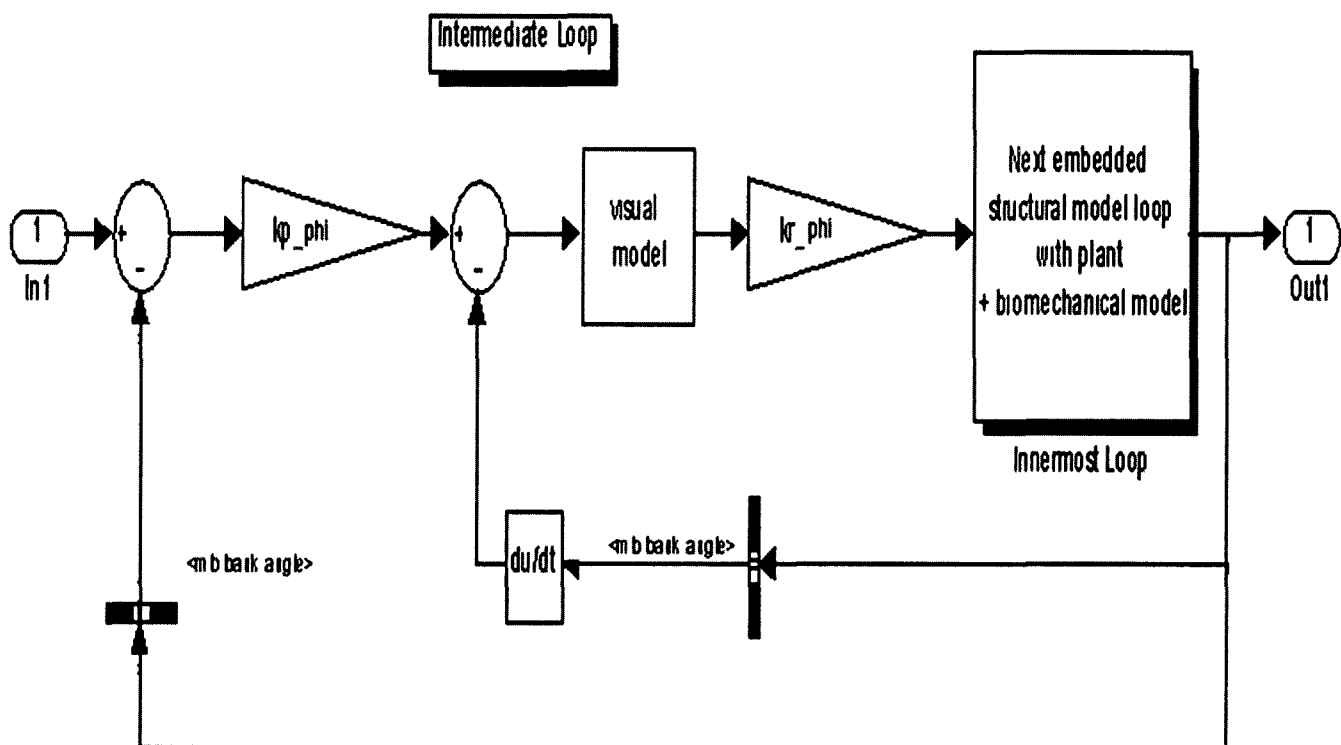 Intermediate Loop
1
In1
+
-
kp_phi
+
-
visual
model
kr_phi
Next embedded
structural model loop
with plant
+ biomechanical model
Innermost Loop
1
Out1
<m b bank angle>
du/dt
<m b bank angle>